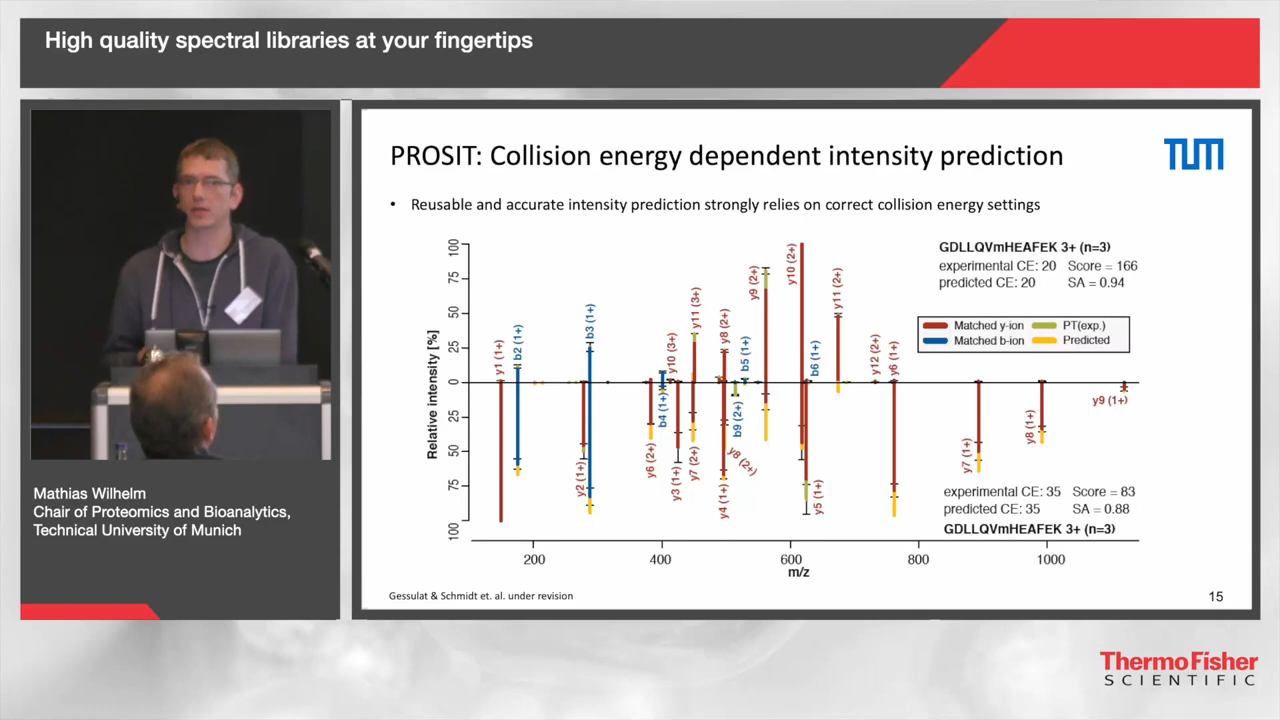 High quality spectral libraries at your fingertips
Mathias Wilhelm
Chair of Proteomics and Bioanalytics,
Technical University of Munich
PROSIT: Collision energy dependent intensity prediction
TUM
• Reusable and accurate intensity prediction strongly relies on correct collision energy settings
Relative intensity [%]
100
75
50
25
0
25
50
75
100
y1 (1+)
b2 (1+)
b3 (1+)
y10 (3+)
y11 (3+)
y8 (2+)
b5 (1+)
y9 (2+)
y10 (2+)
b6 (1+)
y11 (2+)
y12 (2+)
y6 (1+)
y2 (1+)
y6 (2+)
b4 (1+)
y3 (1+)
y7 (2+)
y4 (1+)
y8 (2+)
b9 (2+)
y5 (1+)
y7 (1+)
y8 (1+)
y9 (1+)
GDLLQVmHEAFEK 3+ (n=3)
experimental CE: 20 Score = 166
predicted CE: 20 SA = 0.94
Matched y-ion PT(exp.)
Matched b-ion Predicted
experimental CE: 35 Score = 83
predicted CE: 35 SA = 0.88
GDLLQVmHEAFEK 3+ (n=3)
200 400 600 800 1000
m/z
Gessulat & Schmidt et. al. under revision
15
ThermoFisher
SCIENTIFIC